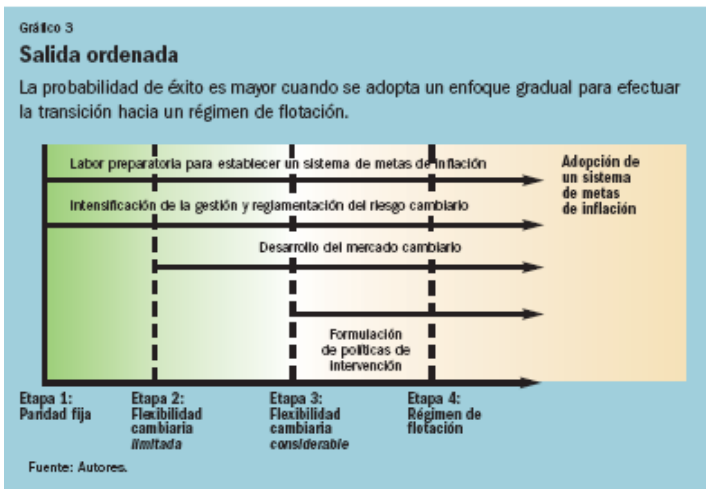 Gráfico 3
Salida ordenada
La probabilidad de éxito es mayor cuando se adopta un enfoque gradual para efectuar
la transición hacia un régimen de flotación.
Labor preparatoria para establecer un sistema de metas de inflación
Adopción de
un sistema
de metas
de inflación
Intensificación de la gestión y reglamentación del riesgo cambiario
Desarrollo del mercado cambiario
Formulación
de políticas de
intervención
Etapa 1:
Paridad fija
Etapa 2:
Flexibilidad
cambiaria
limitada
Etapa 3:
Flexibilidad
cambiaria
considerable
Etapa 4:
Régimen de
flotación
Fuente: Autores.